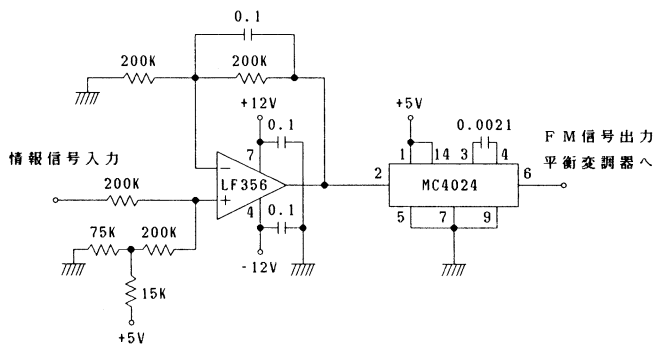 0.1
200K
200K
+12V
0.1
+5V
0.0021
FM信号出力
平衡変調器へ
情報信号入力
7
1
14
3
4
200K
−
LF356
2
MC4024
6
+
4
0.1
5
7
9
75K
200K
-12V
15K
+5V